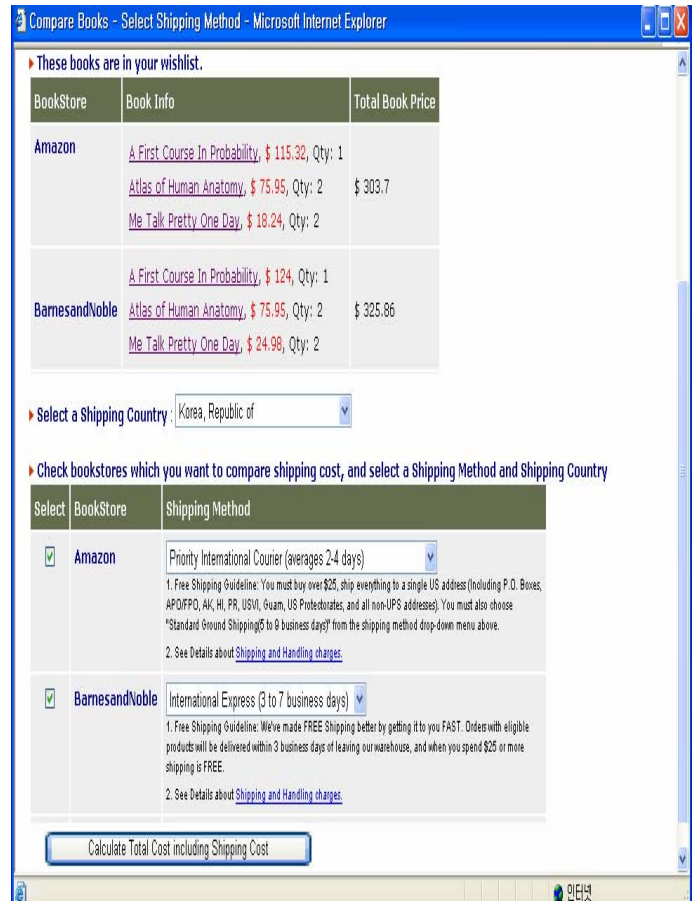 Compare Books - Select Shipping Method - Microsoft Internet Explorer
These books are in your wishlist.
BookStore Book Info Total Book Price
Amazon
A First Course In Probability, $ 115.32, Qty: 1
Atlas of Human Anatomy, $ 75.95, Qty: 2
$ 303.7
Me Talk Pretty One Day, $ 18.24, Qty: 2
A First Course In Probability, $ 124, Qty: 1
BarnesandNoble Atlas of Human Anatomy, $ 75.95, Qty: 2 $ 325.86
Me Talk Pretty One Day, $ 24.98, Qty: 2
Select a Shipping Country : Korea, Republic of
Check bookstores which you want to compare shipping cost, and select a Shipping Method and Shipping Country
Select BookStore Shipping Method
Amazon Priority International Courier (averages 2-4 days)
1. Free Shipping Guideline: You must buy over $25, ship everything to a single US address (Including P.O. Boxes,
APO/FPO, AK, HI, PR, USVI, Guam, US Protectorates, and all non-UPS addresses). You must also choose
"Standard Ground Shipping(5 to 9 business days)" from the shipping method drop-down menu above.
2. See Details about Shipping and Handling charges.
BarnesandNoble International Express (3 to 7 business days)
1. Free Shipping Guideline: We've made FREE Shipping better by getting it to you FAST. Orders with eligible
products will be delivered within 3 business days of leaving our warehouse, and when you spend $25 or more
shipping is FREE.
2. See Details about Shipping and Handling charges.
Calculate Total Cost including Shipping Cost
인터넷